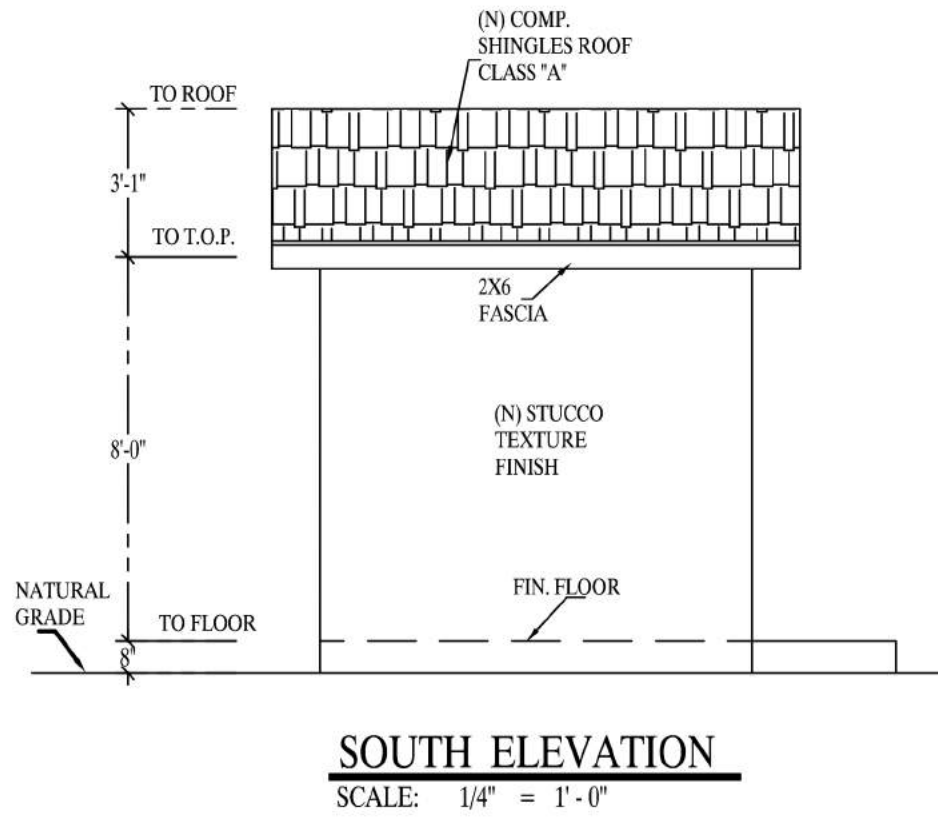 (N) COMP.
SHINGLES ROOF
CLASS "A"
TO ROOF
3'-1"
TO T.O.P.
2X6
FASCIA
(N) STUCCO
TEXTURE
FINISH
8'-0"
NATURAL
GRADE
TO FLOOR
FIN. FLOOR
8"
SOUTH ELEVATION
SCALE: 1/4" = 1' - 0"